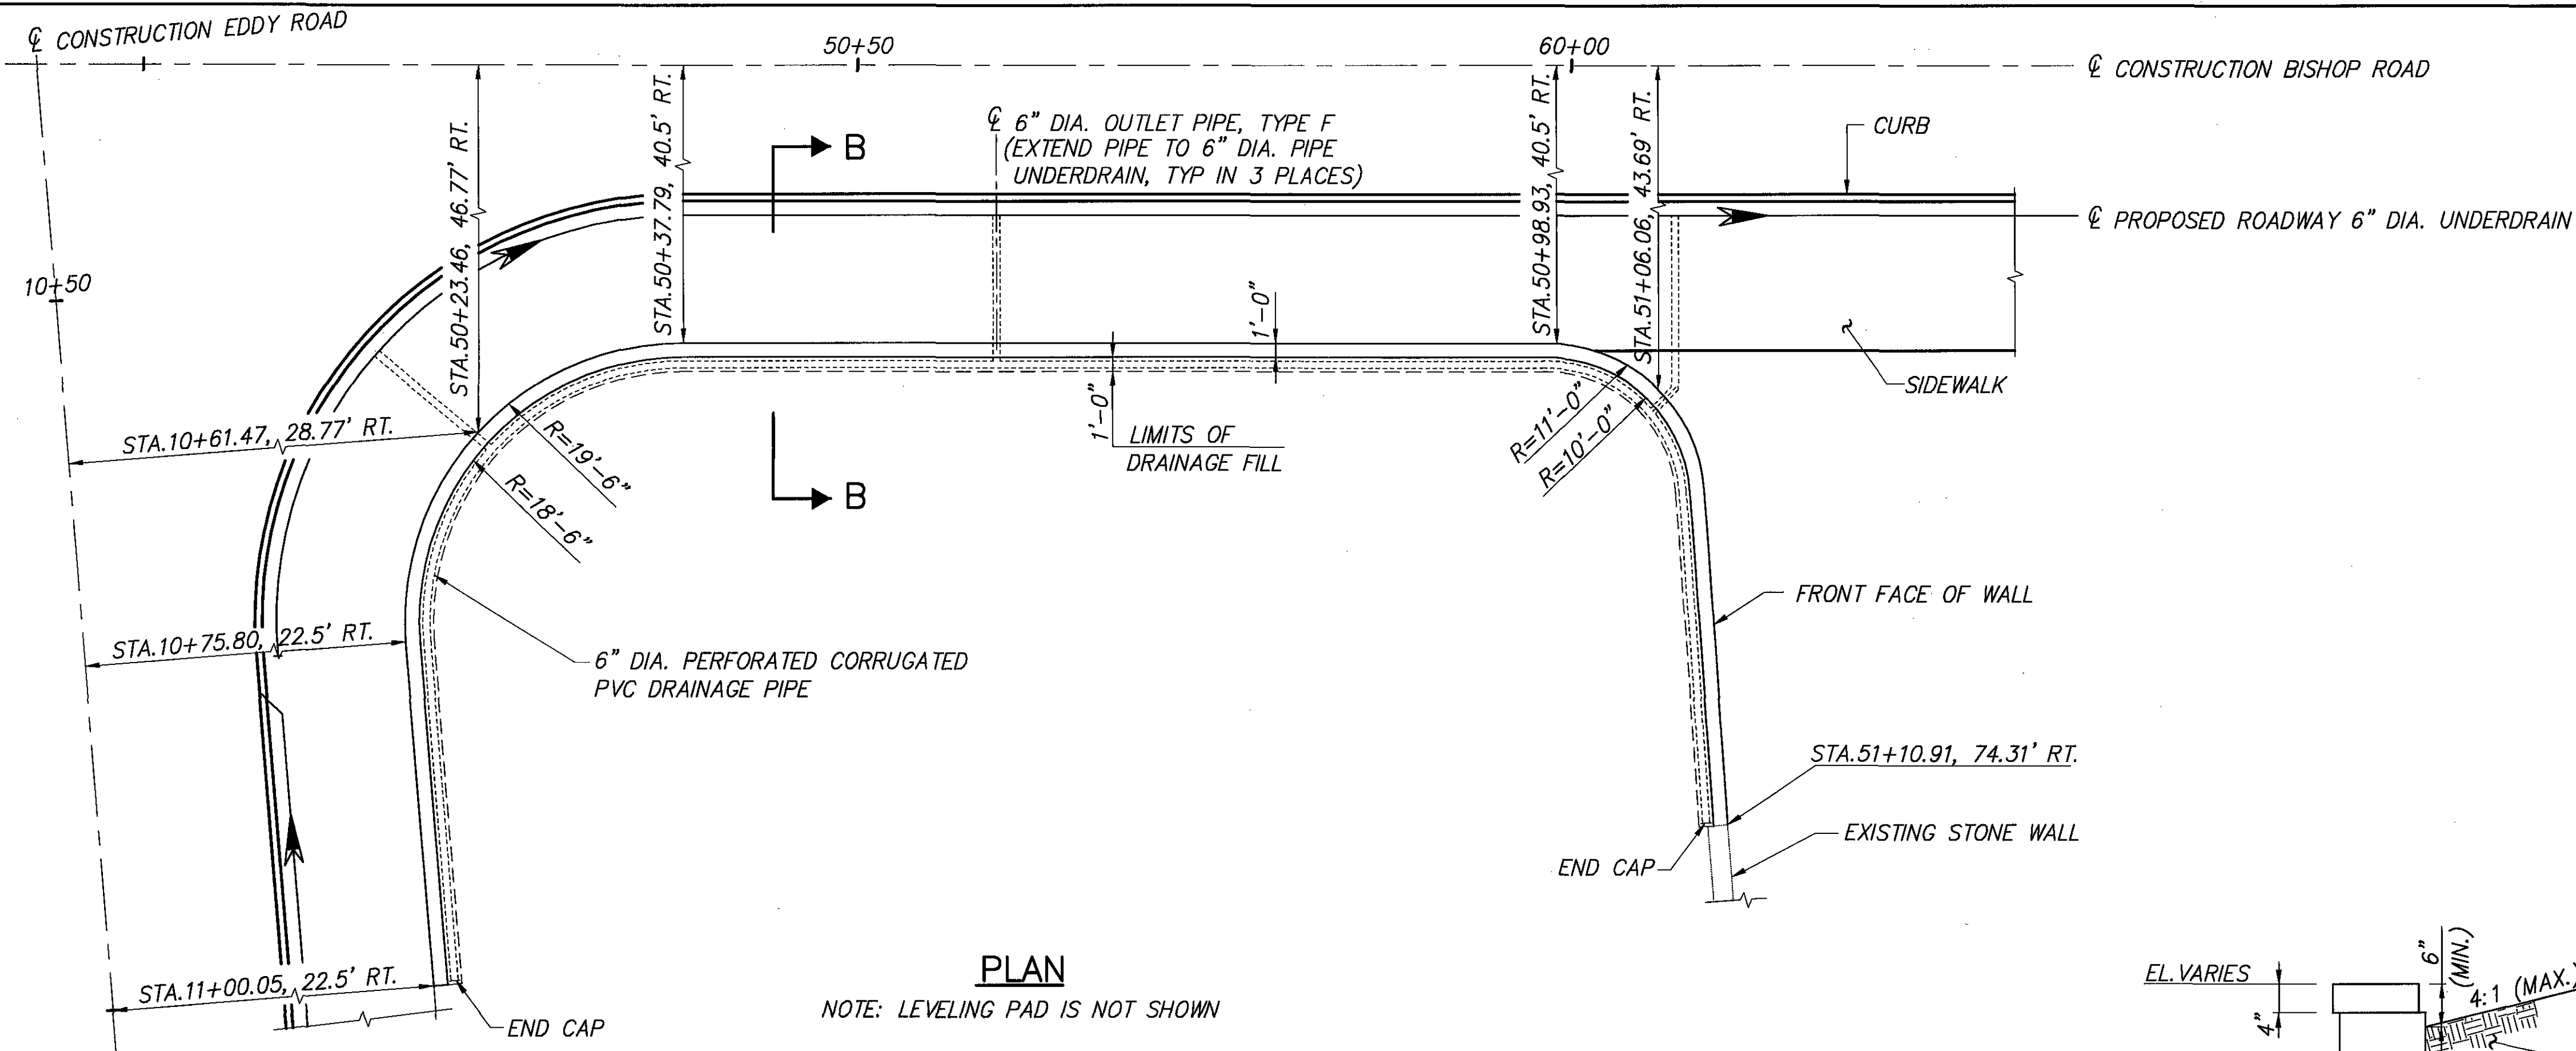 ℄ CONSTRUCTION EDDY ROAD
50+50
60+00
℄ CONSTRUCTION BISHOP ROAD
STA.50+23.46, 46.77' RT.
STA.50+37.79, 40.5' RT.
B
℄ 6" DIA. OUTLET PIPE, TYPE F
(EXTEND PIPE TO 6" DIA. PIPE
UNDERDRAIN, TYP IN 3 PLACES)
STA.50+98.93, 40.5' RT.
STA.51+06.06, 43.69' RT.
CURB
℄ PROPOSED ROADWAY 6" DIA. UNDERDRAIN
10+50
1'-0"
1'-0"
LIMITS OF
DRAINAGE FILL
SIDEWALK
STA.10+61.47, 28.77' RT.
R=19'-6"
R=18'-6"
B
R=11'-0"
R=10'-0"
FRONT FACE OF WALL
STA.10+75.80, 22.5' RT.
6" DIA. PERFORATED CORRUGATED
PVC DRAINAGE PIPE
STA.51+10.91, 74.31' RT.
EXISTING STONE WALL
END CAP
STA.11+00.05, 22.5' RT.
END CAP
PLAN
NOTE: LEVELING PAD IS NOT SHOWN
EL. VARIES
6"
(MIN.)
4:1 (MAX.)
4"